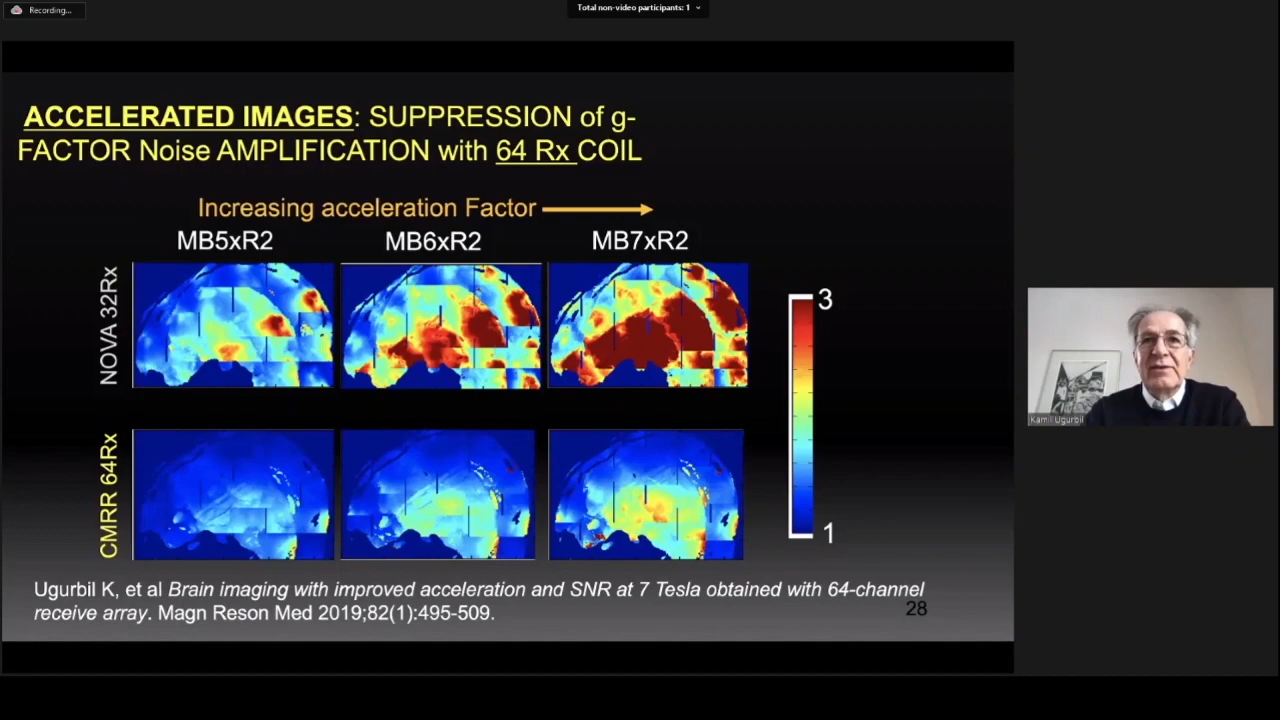 Recording...
Total non-video participants: 1
ACCELERATED IMAGES: SUPPRESSION of g-
FACTOR Noise AMPLIFICATION with 64 Rx COIL
Increasing acceleration Factor
MB5xR2 MB6xR2 MB7xR2
NOVA 32Rx
3
1
CMRR 64Rx
Kamil Ugurbil
Ugurbil K, et al Brain imaging with improved acceleration and SNR at 7 Tesla obtained with 64-channel
receive array. Magn Reson Med 2019;82(1):495-509.
28